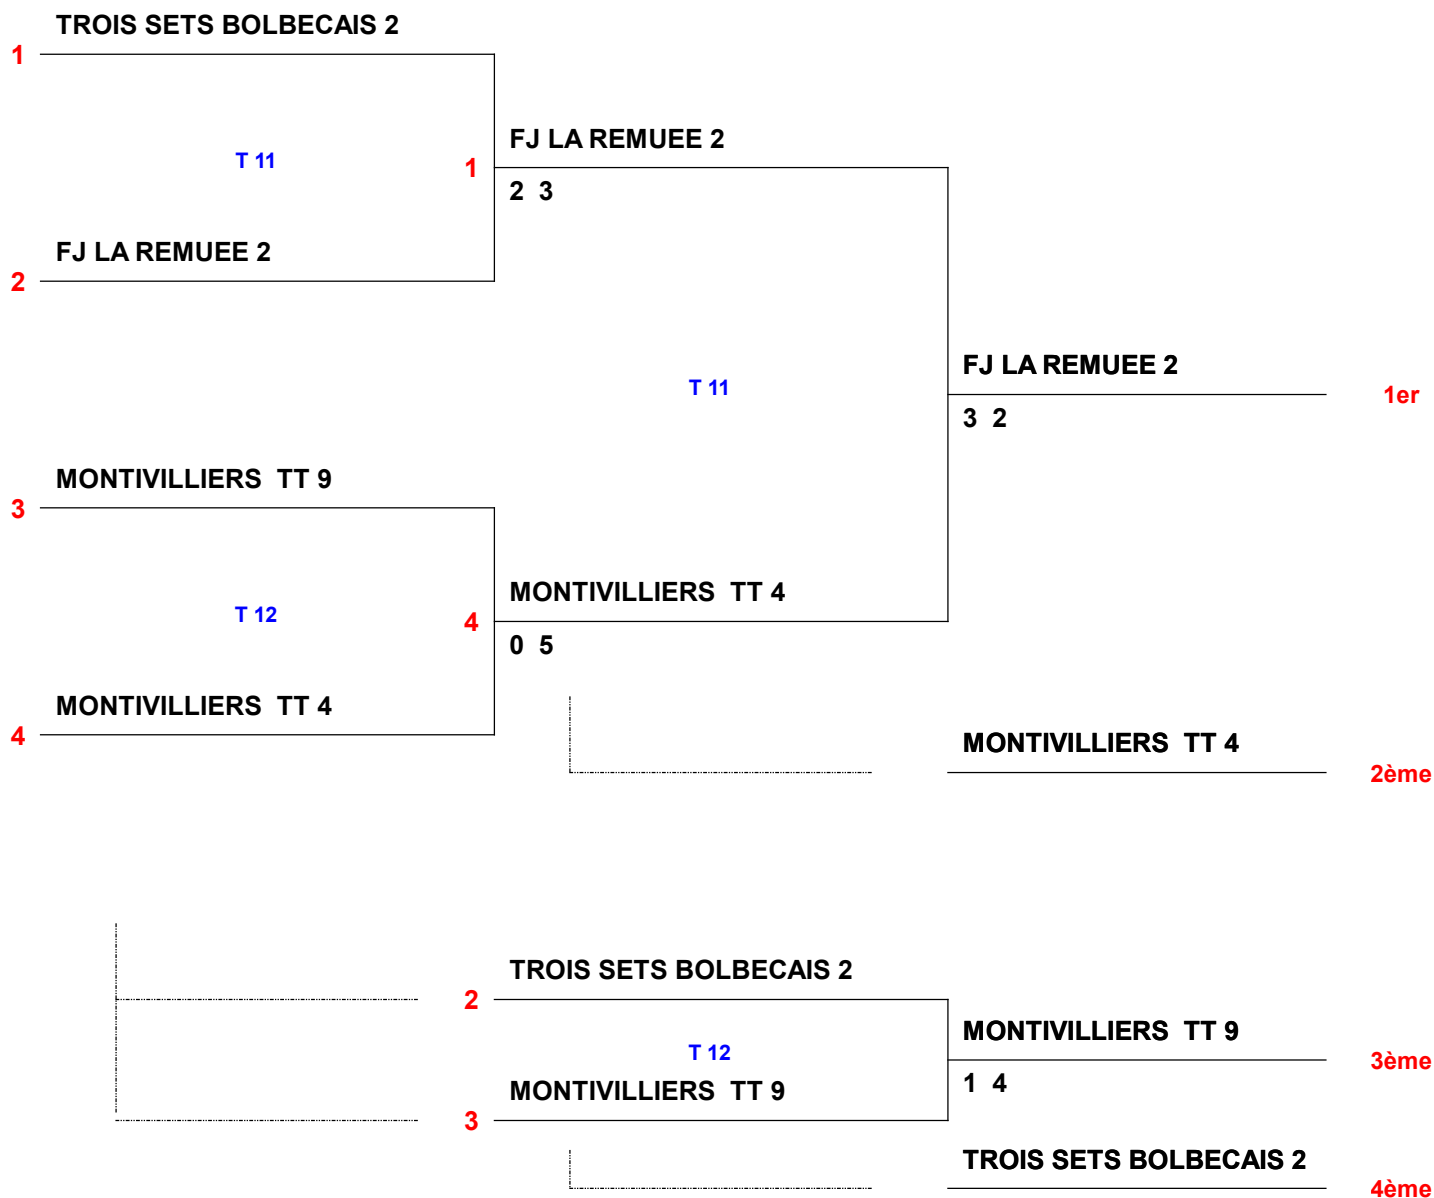 TROIS SETS BOLBECAIS 2
1
FJ LA REMUEE 2
T 11
1
2 3
FJ LA REMUEE 2
2
FJ LA REMUEE 2
T 11
1er
3 2
MONTIVILLIERS TT 9
3
MONTIVILLIERS TT 4
T 12
4
0 5
MONTIVILLIERS TT 4
4
MONTIVILLIERS TT 4
2ème
TROIS SETS BOLBECAIS 2
2
MONTIVILLIERS TT 9
T 12
3ème
MONTIVILLIERS TT 9
1 4
3
TROIS SETS BOLBECAIS 2
4ème